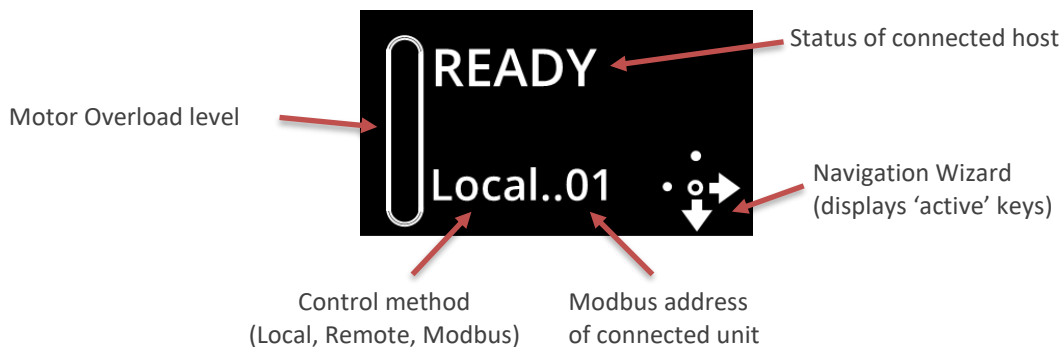 READY
Status of connected host
Motor Overload level
Local..01
Navigation Wizard
(displays ‘active’ keys)
Control method
(Local, Remote, Modbus)
Modbus address
of connected unit